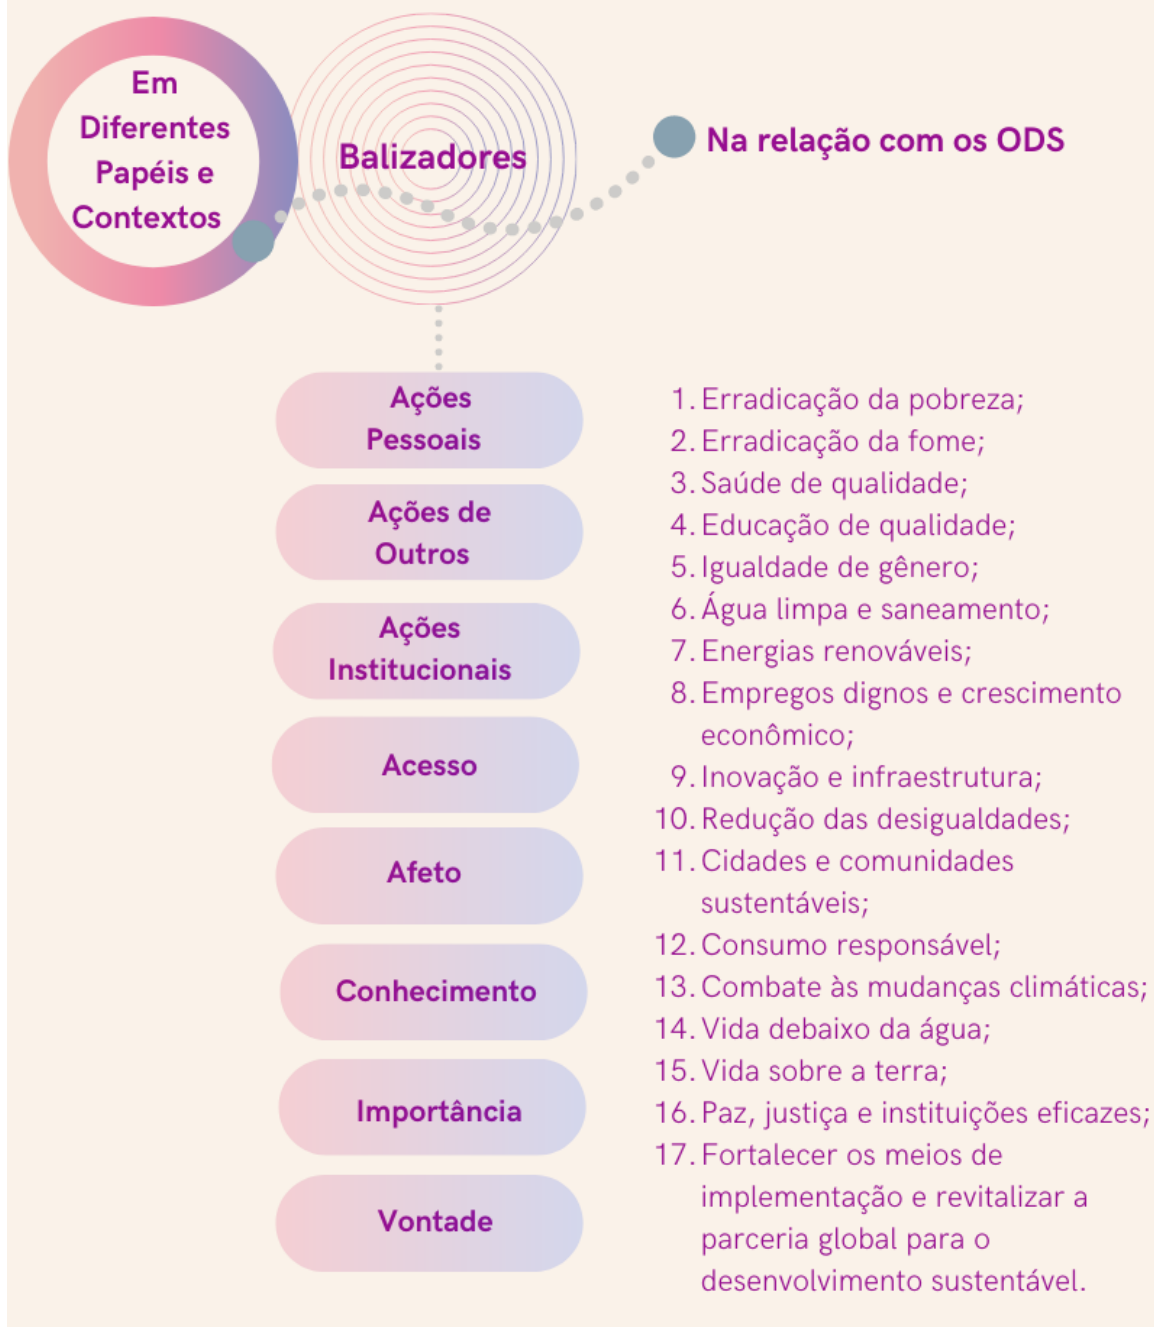 Em
Diferentes
Papéis e
Contextos
Balizadores
Na relação com os ODS
Ações
Pessoais
Ações de
Outros
Ações
Institucionais
Acesso
Afeto
Conhecimento
Importância
Vontade
1. Erradicação da pobreza;
2. Erradicação da fome;
3. Saúde de qualidade;
4. Educação de qualidade;
5. Igualdade de gênero;
6. Água limpa e saneamento;
7. Energias renováveis;
8. Empregos dignos e crescimento
econômico;
9. Inovação e infraestrutura;
10. Redução das desigualdades;
11. Cidades e comunidades
sustentáveis;
12. Consumo responsável;
13. Combate às mudanças climáticas;
14. Vida debaixo da água;
15. Vida sobre a terra;
16. Paz, justiça e instituições eficazes;
17. Fortalecer os meios de
implementação e revitalizar a
parceria global para o
desenvolvimento sustentável.